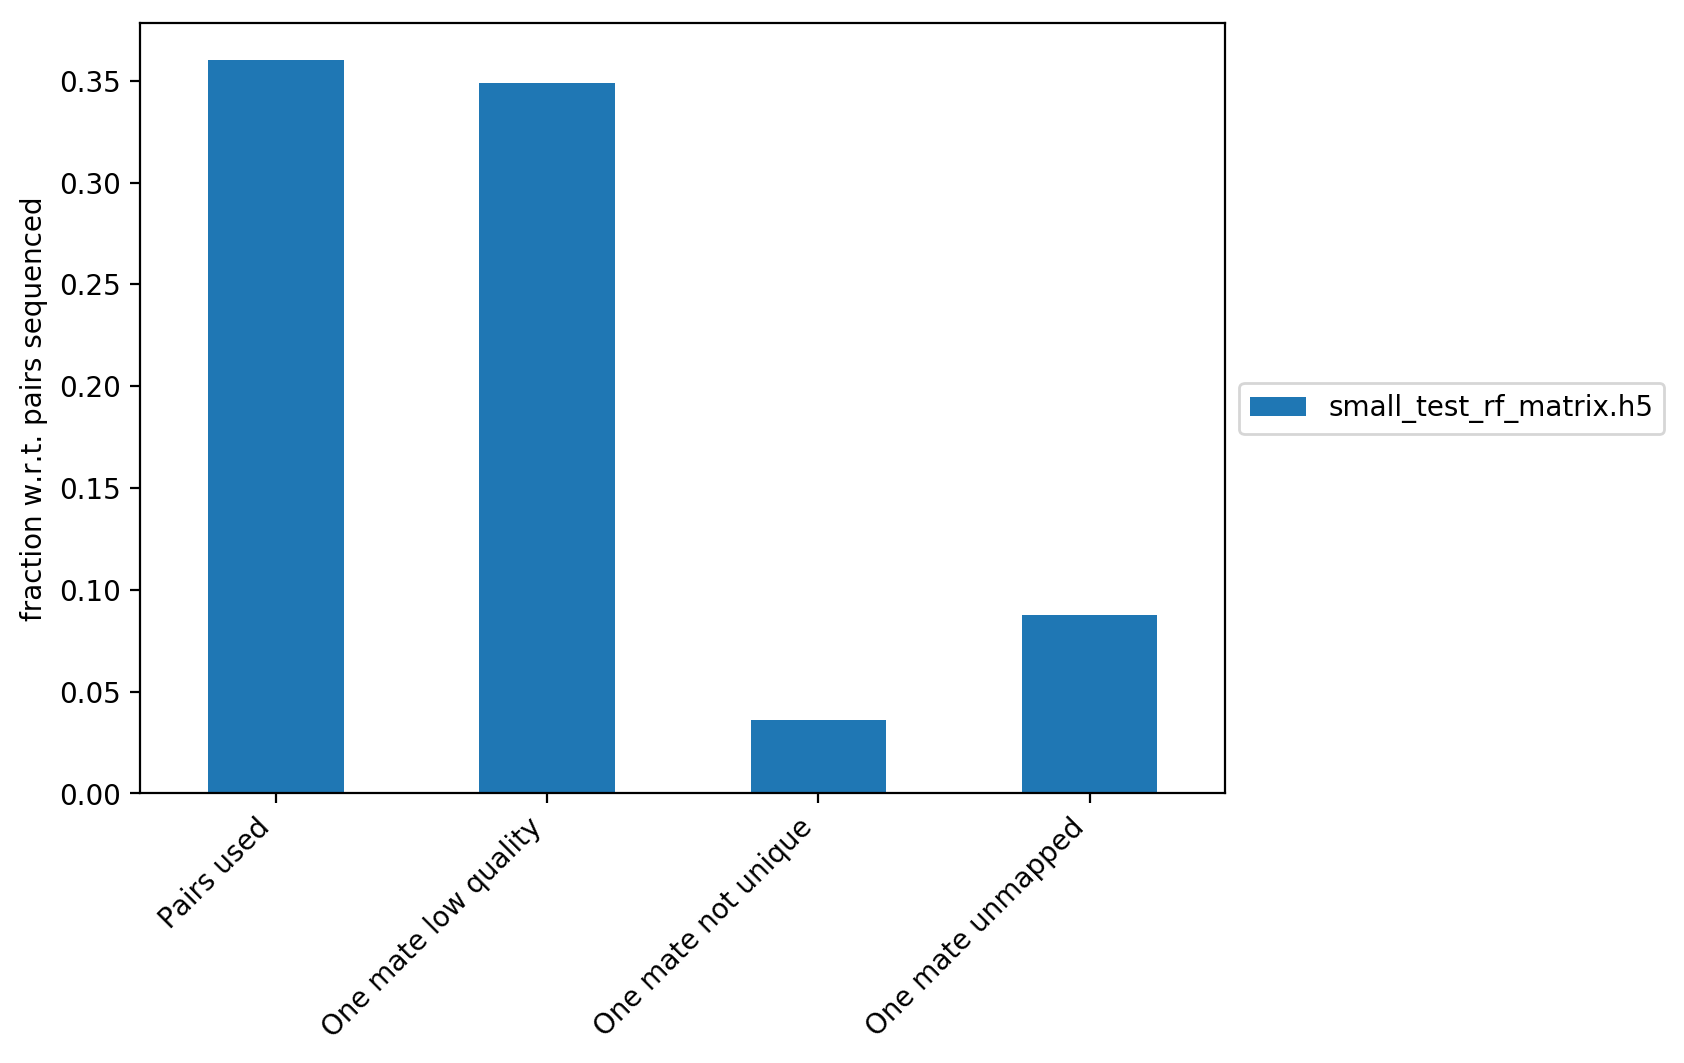 fraction w.r.t. pairs sequenced
0.35
0.30
0.25
0.20
0.15
0.10
0.05
0.00
Pairs used
One mate low quality
One mate not unique
One mate unmapped
small_test_rf_matrix.h5